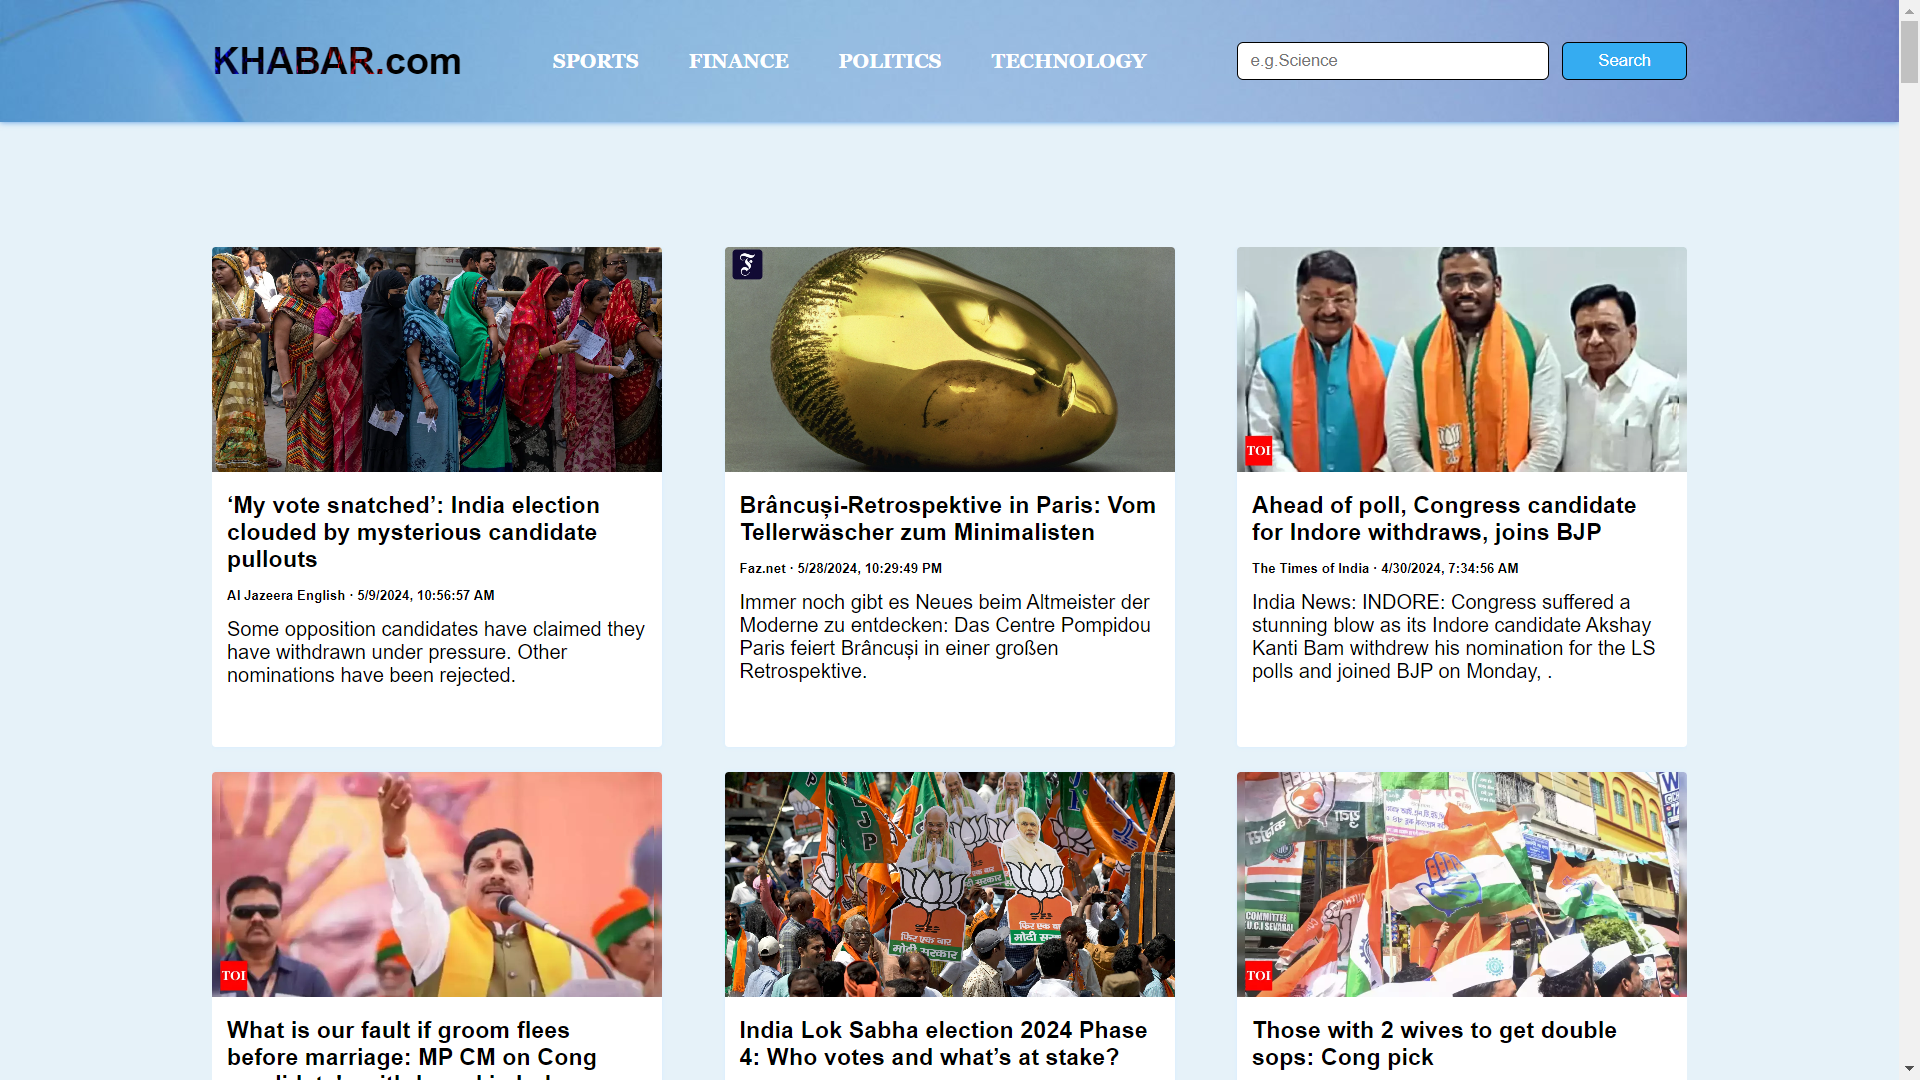 KHABAR.com
SPORTS
FINANCE
POLITICS
TECHNOLOGY
e.g.Science
Search
TOI
‘My vote snatched’: India election
clouded by mysterious candidate
pullouts
Al Jazeera English · 5/9/2024, 10:56:57 AM
Some opposition candidates have claimed they
have withdrawn under pressure. Other
nominations have been rejected.
Brâncuși-Retrospektive in Paris: Vom
Tellerwäscher zum Minimalisten
Faz.net · 5/28/2024, 10:29:49 PM
Immer noch gibt es Neues beim Altmeister der
Moderne zu entdecken: Das Centre Pompidou
Paris feiert Brâncuși in einer großen
Retrospektive.
Ahead of poll, Congress candidate
for Indore withdraws, joins BJP
The Times of India · 4/30/2024, 7:34:56 AM
India News: INDORE: Congress suffered a
stunning blow as its Indore candidate Akshay
Kanti Bam withdrew his nomination for the LS
polls and joined BJP on Monday, .
TOI
BJP
फिर एक बार
मोदी सरकार
फिर एक बार
COMMITTEE
TOI
What is our fault if groom flees
before marriage: MP CM on Cong
India Lok Sabha election 2024 Phase
4: Who votes and what’s at stake?
Those with 2 wives to get double
sops: Cong pick